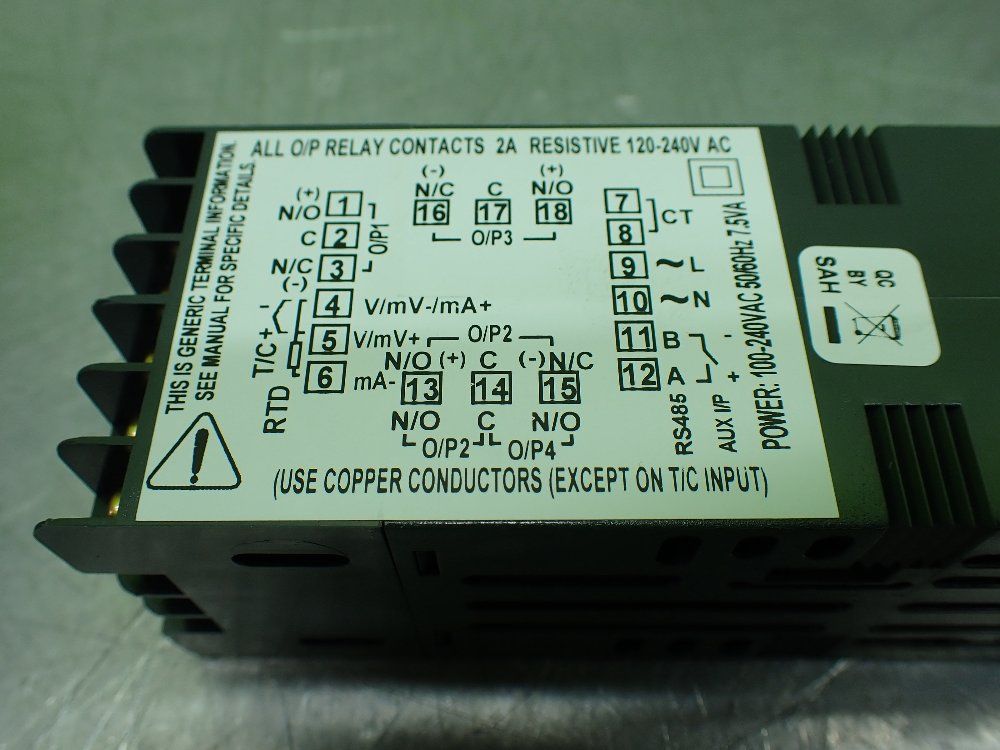 ALL O/P RELAY CONTACTS 2A RESISTIVE 120-240V AC
THIS IS GENERIC TERMINAL INFORMATION.
SEE MANUAL FOR SPECIFIC DETAILS.
(+)
N/O 1
C 2 O/P1
N/C 3
(-)
(-) C (+)
N/C N/O
16 17 18
O/P3
7
8 CT
9 ~ L
10 ~ N
11 B -
12 A +
RS485
AUX I/P
POWER: 100-240VAC 50/60Hz 7.5VA
- 4 V/mV-/mA+
+ 5 V/mV+
6 mA-
T/C
RTD
O/P2
N/O (+) C (-) N/C
13 14 15
N/O C N/O
O/P2 O/P4
!
(USE COPPER CONDUCTORS (EXCEPT ON T/C INPUT)
QC
BY
SAH